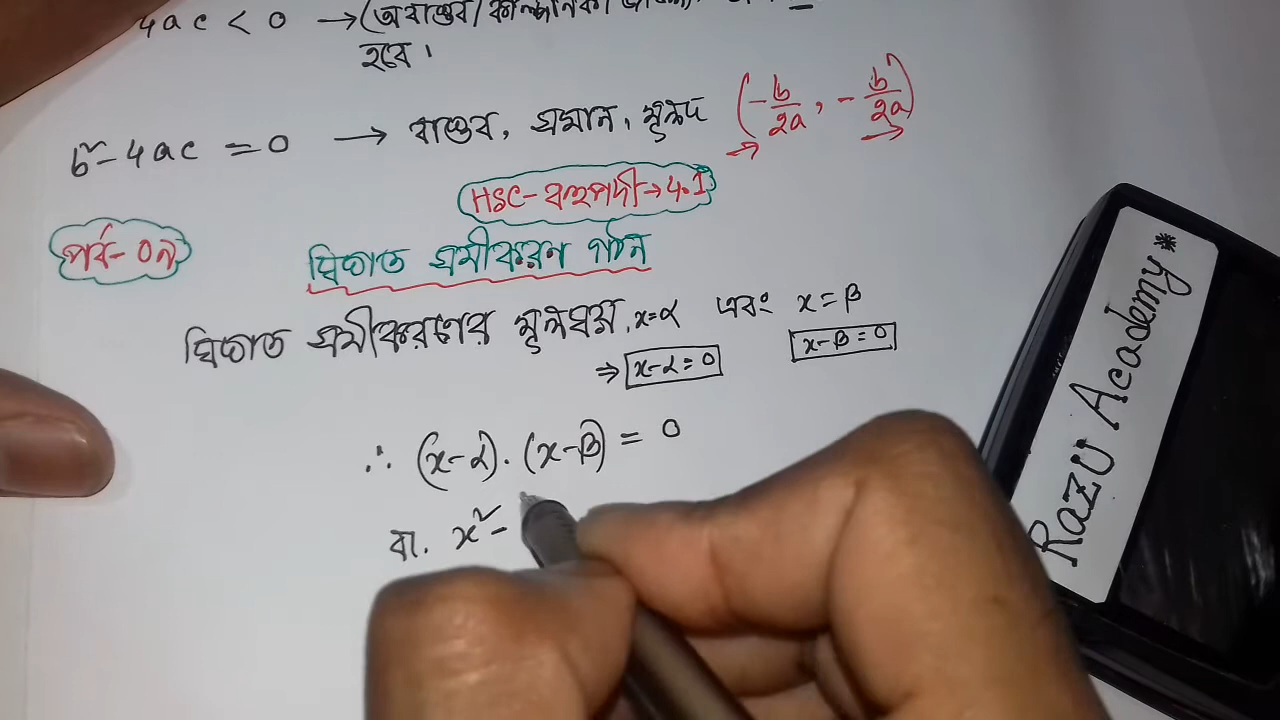 4ac < 0 → (অবাস্তব/কাল্পনিক/
হবে।
b² - 4ac = 0 → বাস্তব, সমান, মূলদ (-b/2a, -b/2a)
HSC - বহুপদী → 4.1
পর্ব - 09
দ্বিঘাত সমীকরণ গঠন
দ্বিঘাত সমীকরণের মূলদ্বয়, x=α এবং x=β
⇒ x-α=0 x-β=0
∴ (x-α).(x-β) = 0
বা, x² -
RazU Academy *